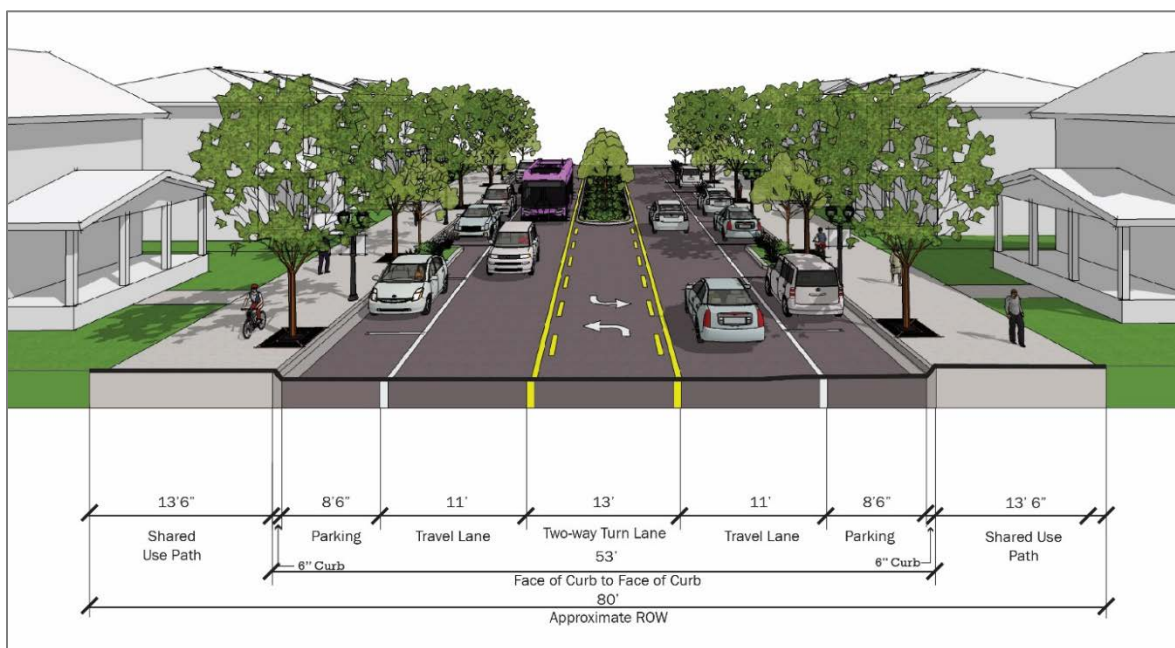 13'6"
8'6"
11'
13'
11'
8'6"
13' 6"
Shared
Use Path
Parking
Travel Lane
Two-way Turn Lane
Travel Lane
Parking
Shared Use
Path
6" Curb
53'
6" Curb
Face of Curb to Face of Curb
80'
Approximate ROW